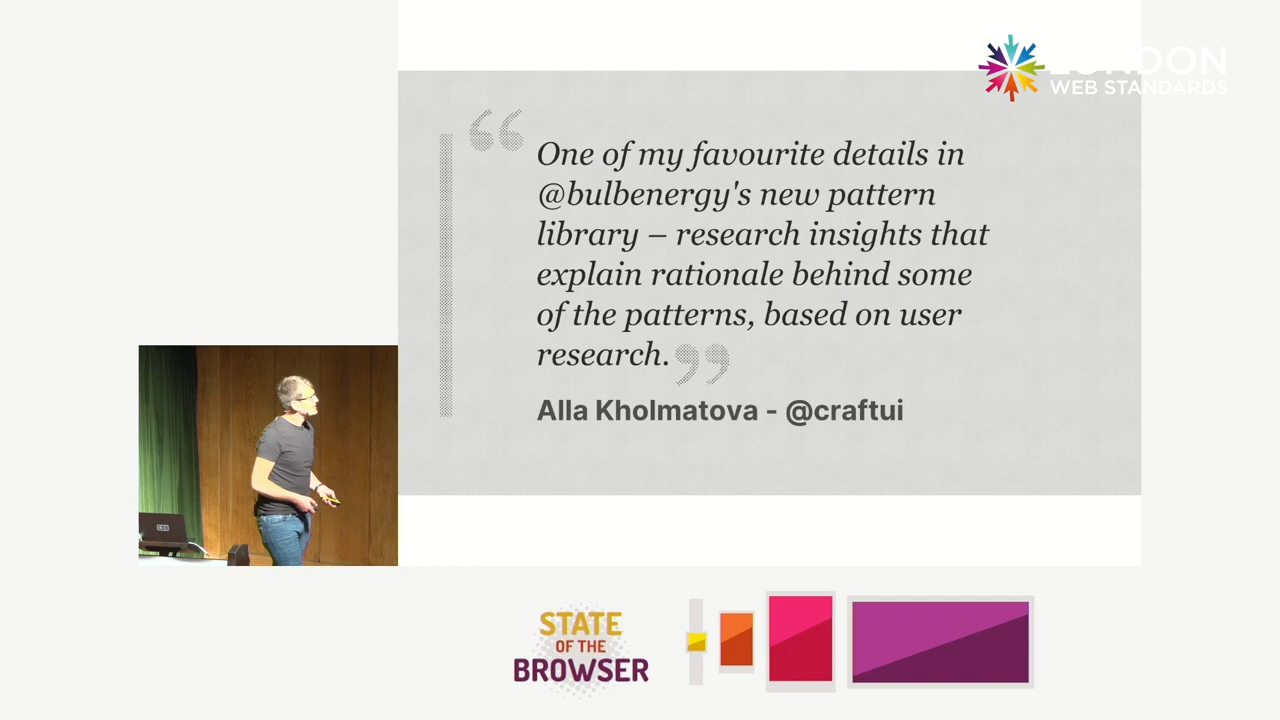 LONDON
WEB STANDARDS
“
One of my favourite details in
@bulbenergy's new pattern
library – research insights that
explain rationale behind some
of the patterns, based on user
research.”
Alla Kholmatova - @craftui
STATE
OF THE
BROWSER